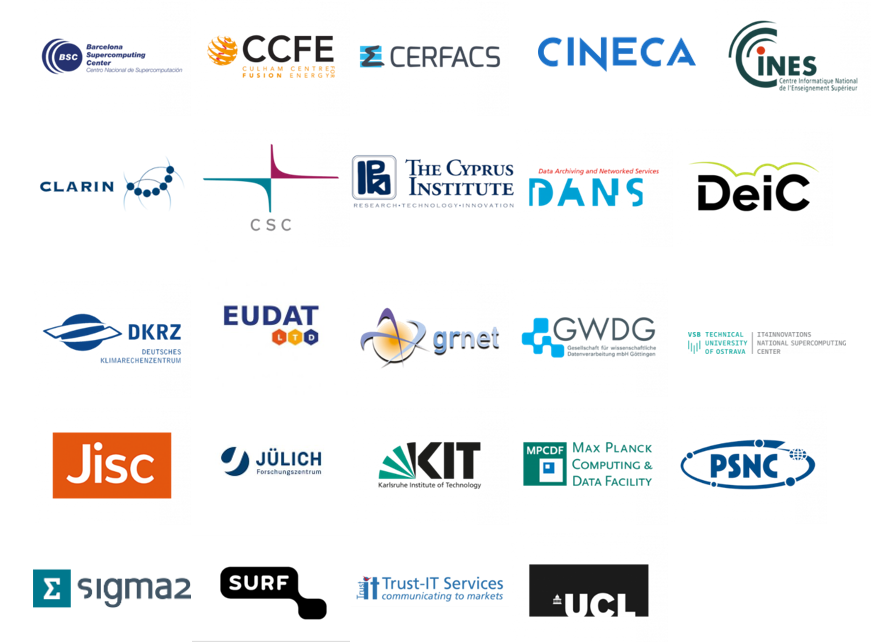 BSC
Barcelona
Supercomputing
Center
Centro Nacional de Supercomputación
CCFE
CULHAM CENTRE
FUSION ENERGY
FOR
CERFACS
CINECA
CINES
Centre Informatique National
de l'Enseignement Supérieur
CLARIN
CSC
THE CYPRUS
INSTITUTE
RESEARCH•TECHNOLOGY•INNOVATION
Data Archiving and Networked Services
DANS
DeiC
DKRZ
DEUTSCHES
KLIMARECHENZENTRUM
EUDAT
LTD
grnet
GWDG
Gesellschaft für wissenschaftliche
Datenverarbeitung mbH Göttingen
VSB TECHNICAL
UNIVERSITY
OF OSTRAVA
IT4INNOVATIONS
NATIONAL SUPERCOMPUTING
CENTER
Jisc
JÜLICH
Forschungszentrum
KIT
Karlsruhe Institute of Technology
MPCDF
MAX PLANCK
COMPUTING &
DATA FACILITY
PSNC
Σ sigma2
SURF
Trust it
Trust-IT Services
communicating to markets
UCL